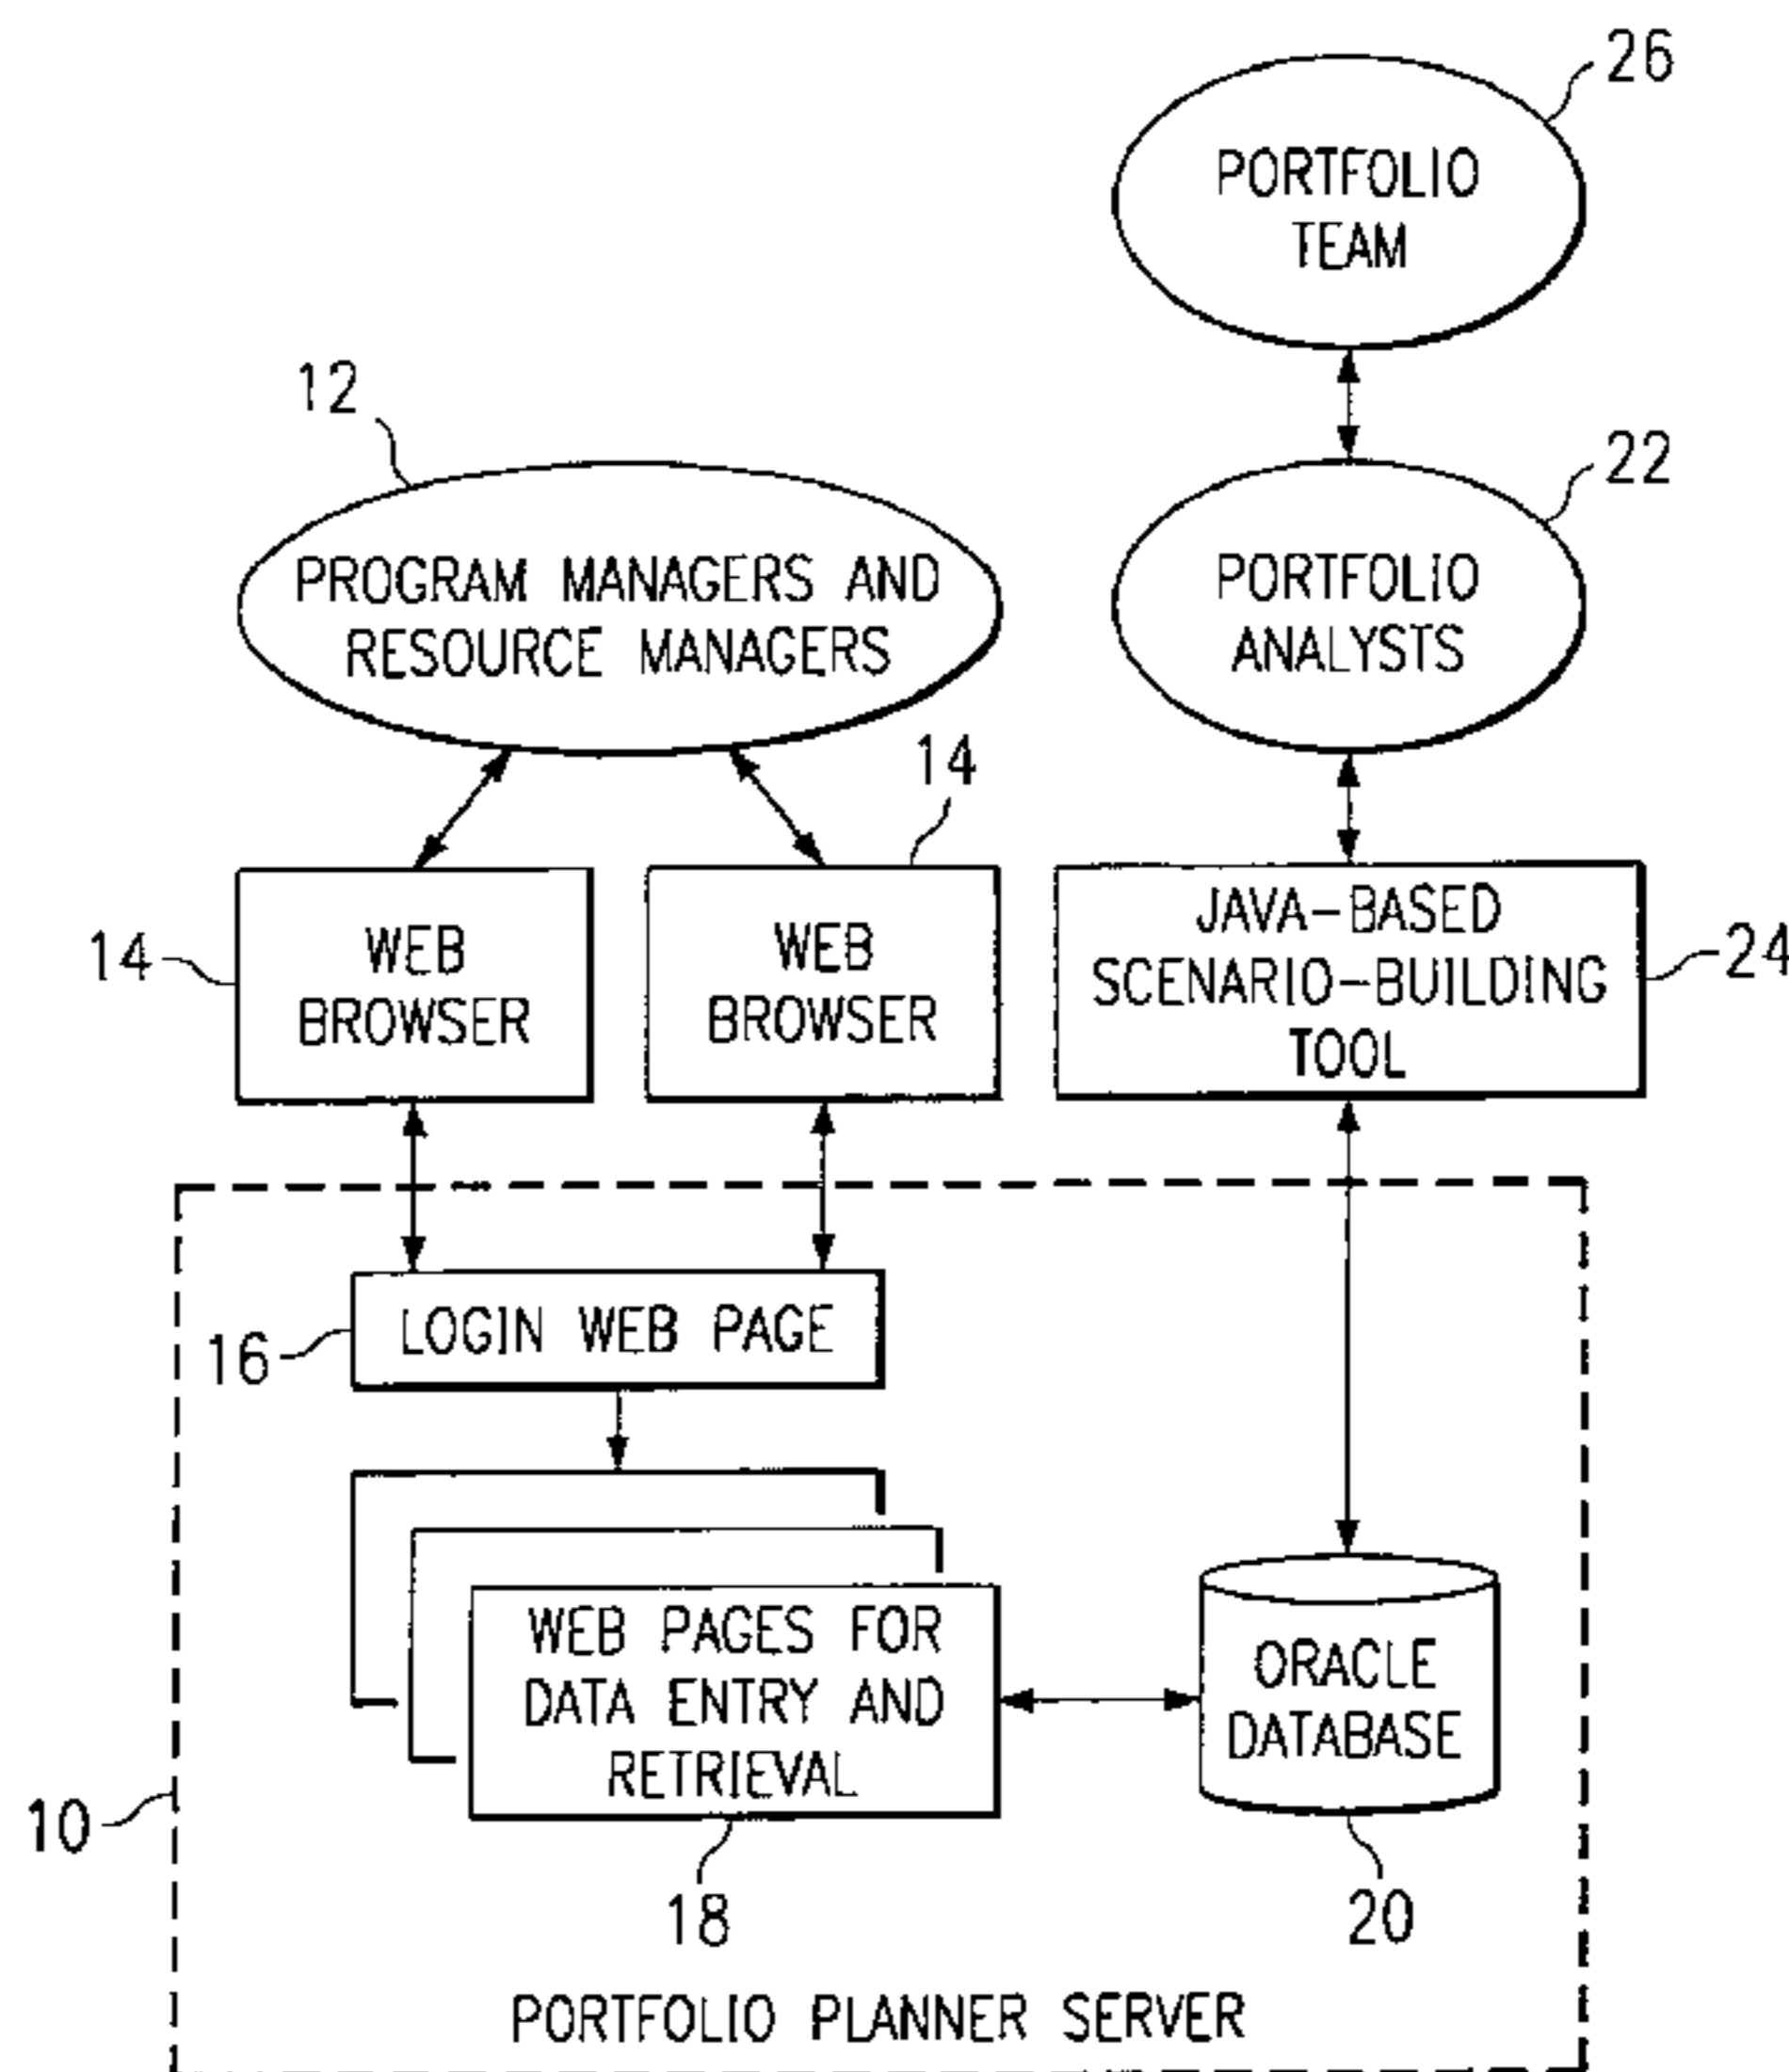 26
PORTFOLIO
TEAM
12
22
PROGRAM MANAGERS AND
RESOURCE MANAGERS
PORTFOLIO
ANALYSTS
14
14
WEB
BROWSER
WEB
BROWSER
JAVA-BASED
SCENARIO-BUILDING
TOOL
24
16
LOGIN WEB PAGE
WEB PAGES FOR
DATA ENTRY AND
RETRIEVAL
ORACLE
DATABASE
10
18
20
PORTFOLIO PLANNER SERVER